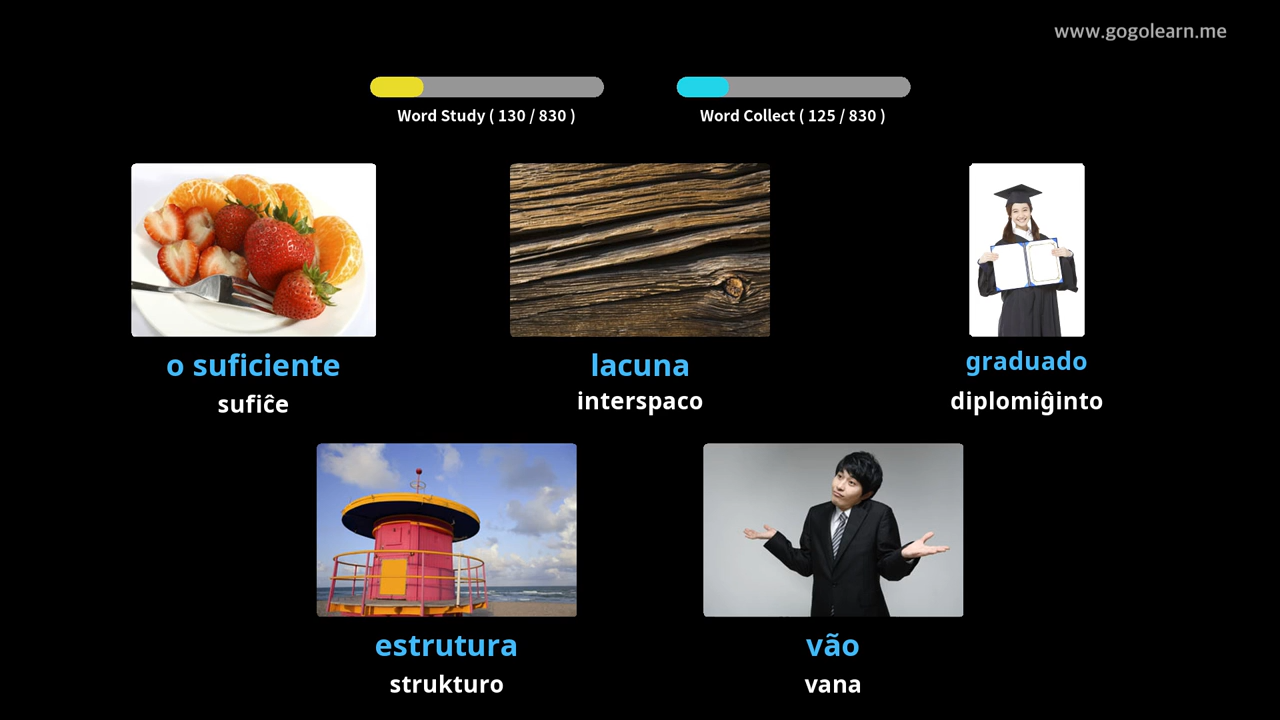 www.gogolearn.me
Word Study ( 130 / 830 )
Word Collect ( 125 / 830 )
o suficiente
sufiĉe
lacuna
interspaco
graduado
diplomiĝinto
estrutura
strukturo
vão
vana